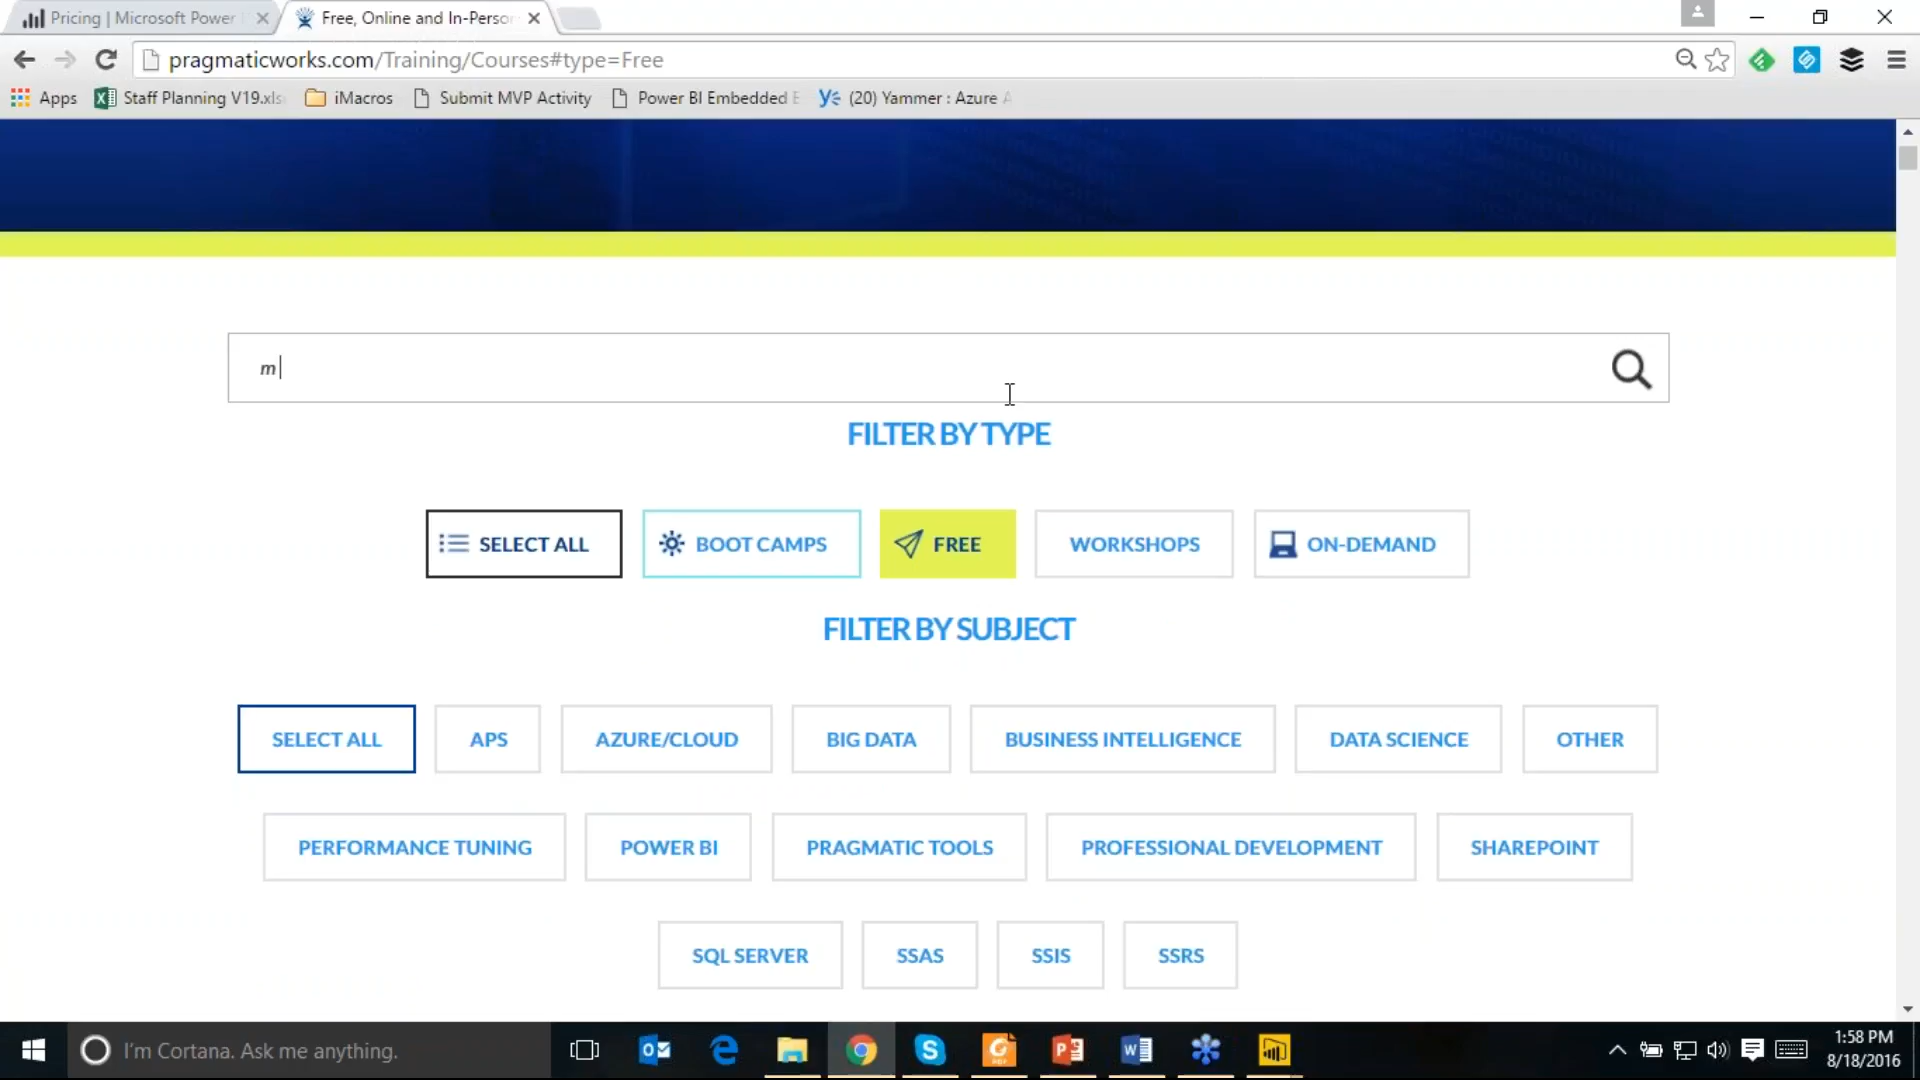 Pricing | Microsoft Power
Free, Online and In-Perso
pragmaticworks.com/Training/Courses#type=Free
Apps
Staff Planning V19.xls
iMacros
Submit MVP Activity
Power BI Embedded E
(20) Yammer : Azure A
m
FILTER BY TYPE
SELECT ALL
BOOT CAMPS
FREE
WORKSHOPS
ON-DEMAND
FILTER BY SUBJECT
SELECT ALL
APS
AZURE/CLOUD
BIG DATA
BUSINESS INTELLIGENCE
DATA SCIENCE
OTHER
PERFORMANCE TUNING
POWER BI
PRAGMATIC TOOLS
PROFESSIONAL DEVELOPMENT
SHAREPOINT
SQL SERVER
SSAS
SSIS
SSRS
I'm Cortana. Ask me anything.
1:58 PM
8/18/2016